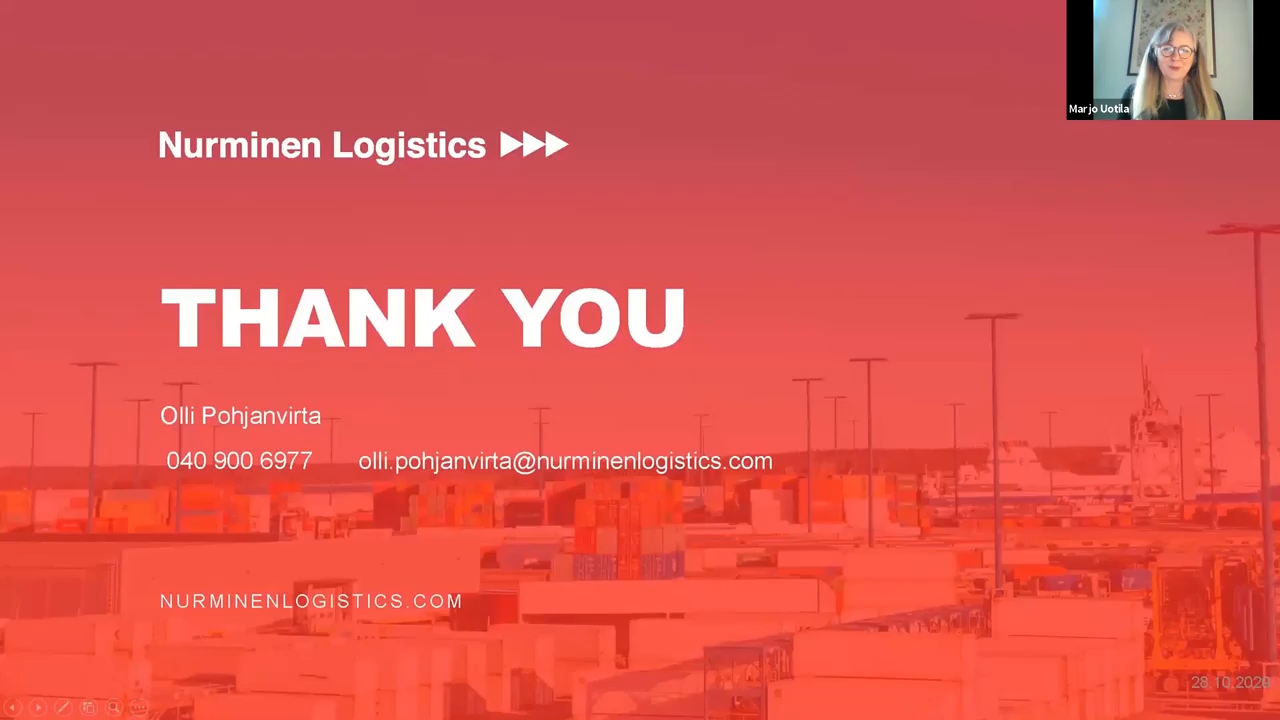 Marjo Uotila
Nurminen Logistics
THANK YOU
Olli Pohjanvirta
040 900 6977 olli.pohjanvirta@nurminenlogistics.com
NURMINENLOGISTICS.COM
28.10.2020